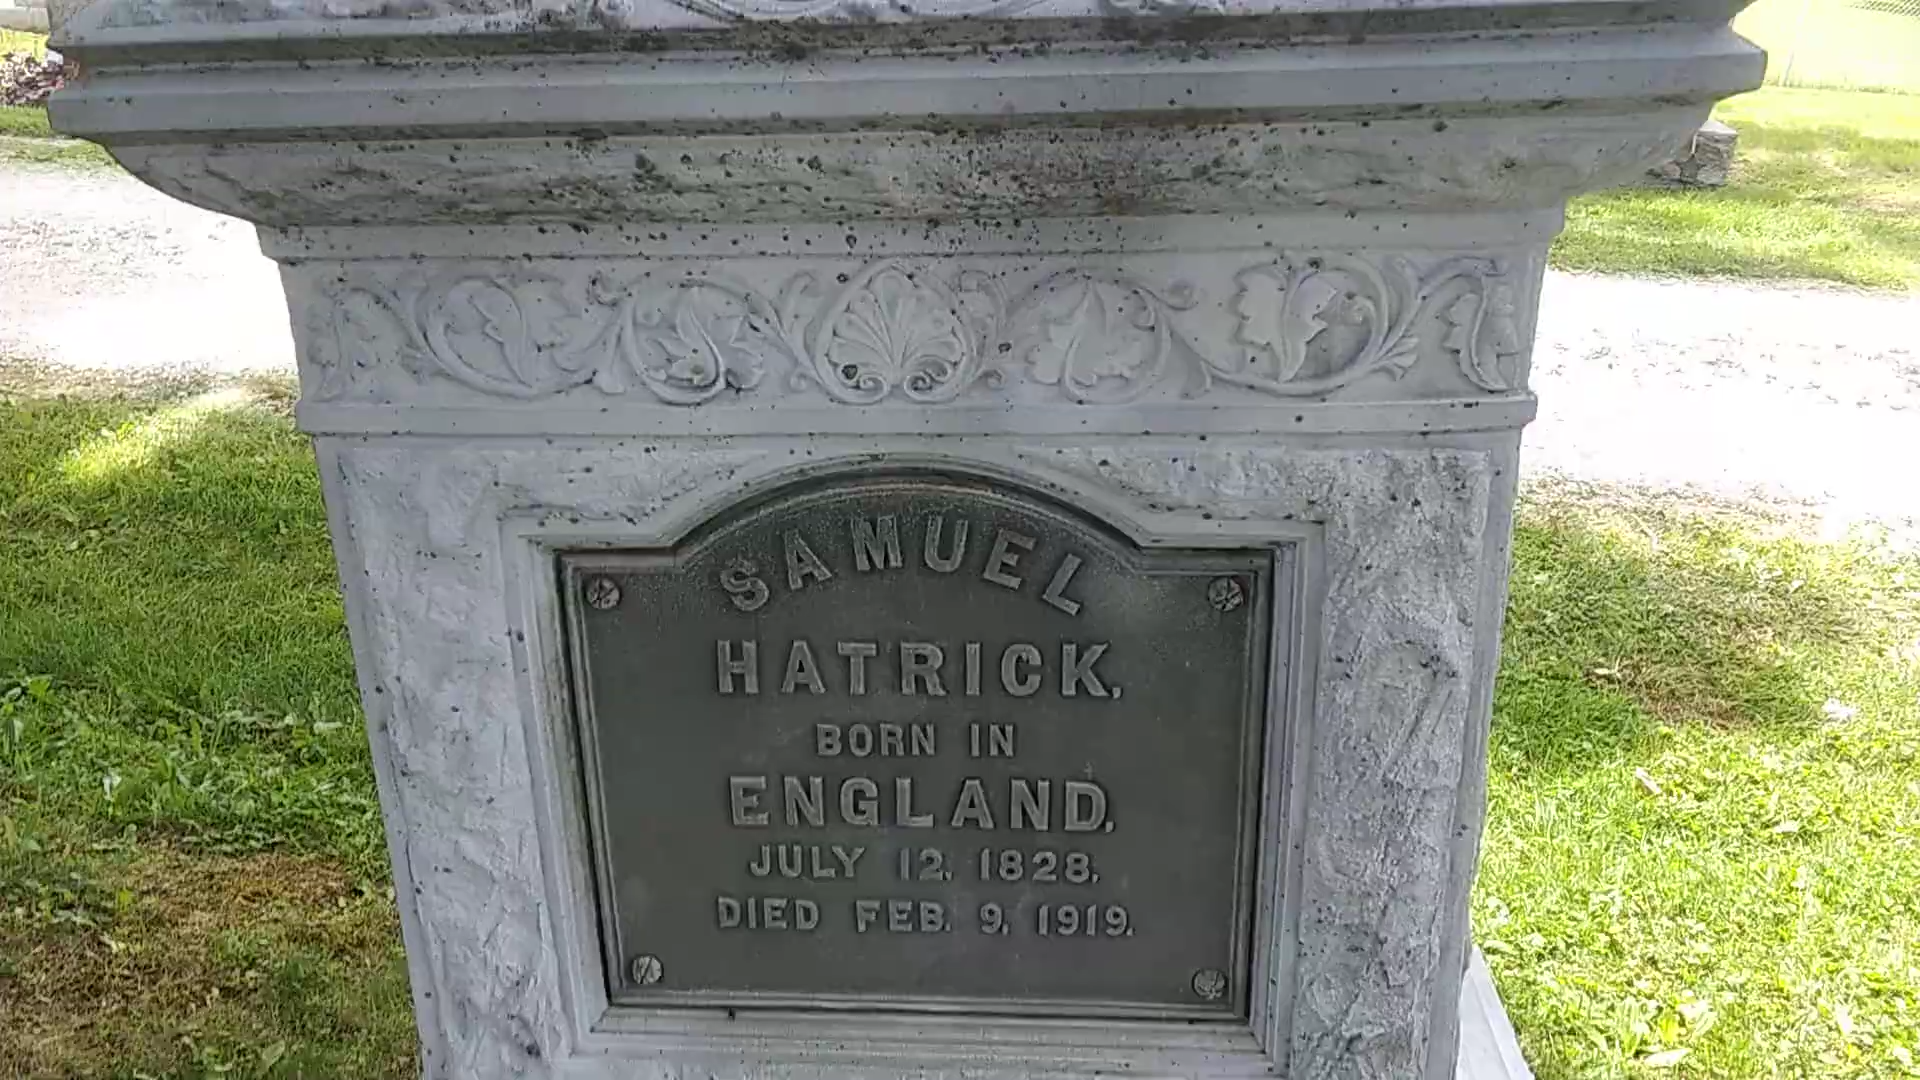 SAMUEL
HATRICK,
BORN IN
ENGLAND,
JULY 12, 1828,
DIED FEB. 9, 1919.